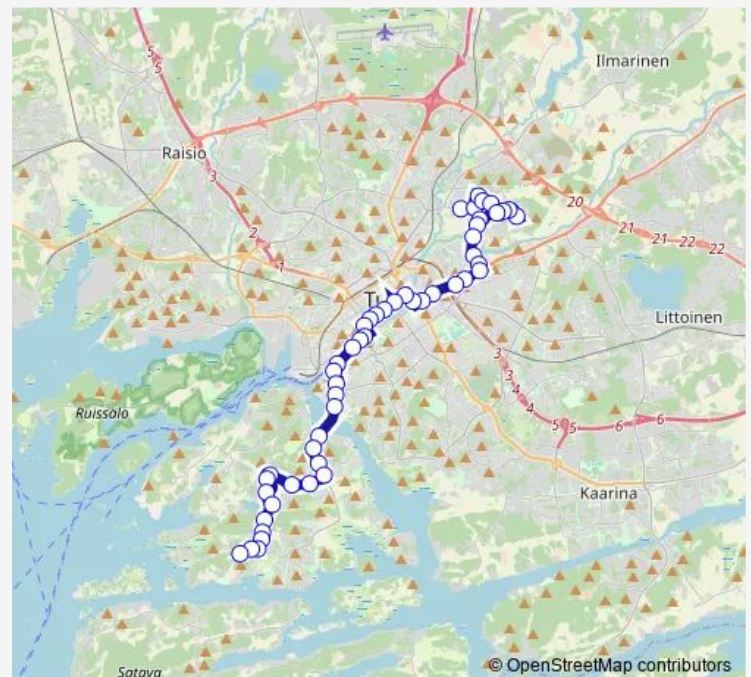 Ilmarinen
5
5
Raisio
3
20
2
21
21
22
22
1
Tu
Littoinen
3
3
4
4
Ruissalo
5
5
6
6
Kaarina
Satava
© OpenStreetMap contributors